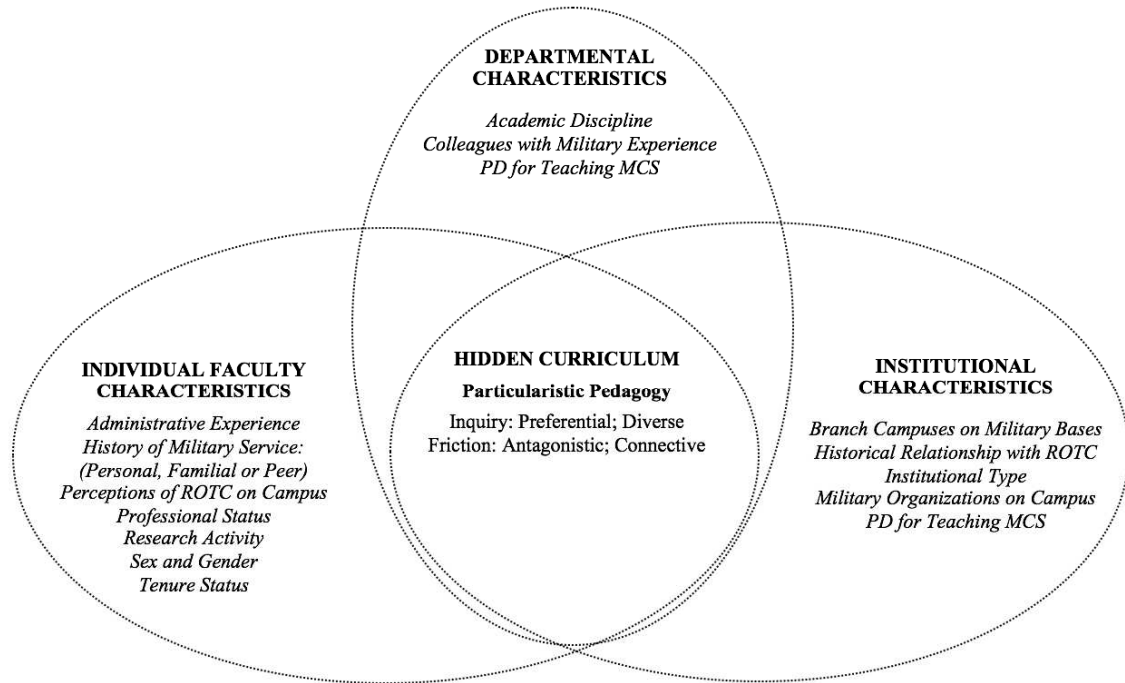 DEPARTMENTAL
CHARACTERISTICS
Academic Discipline
Colleagues with Military Experience
PD for Teaching MCS
INDIVIDUAL FACULTY
CHARACTERISTICS
Administrative Experience
History of Military Service:
(Personal, Familial or Peer)
Perceptions of ROTC on Campus
Professional Status
Research Activity
Sex and Gender
Tenure Status
HIDDEN CURRICULUM
Particularistic Pedagogy
Inquiry: Preferential; Diverse
Friction: Antagonistic; Connective
INSTITUTIONAL
CHARACTERISTICS
Branch Campuses on Military Bases
Historical Relationship with ROTC
Institutional Type
Military Organizations on Campus
PD for Teaching MCS